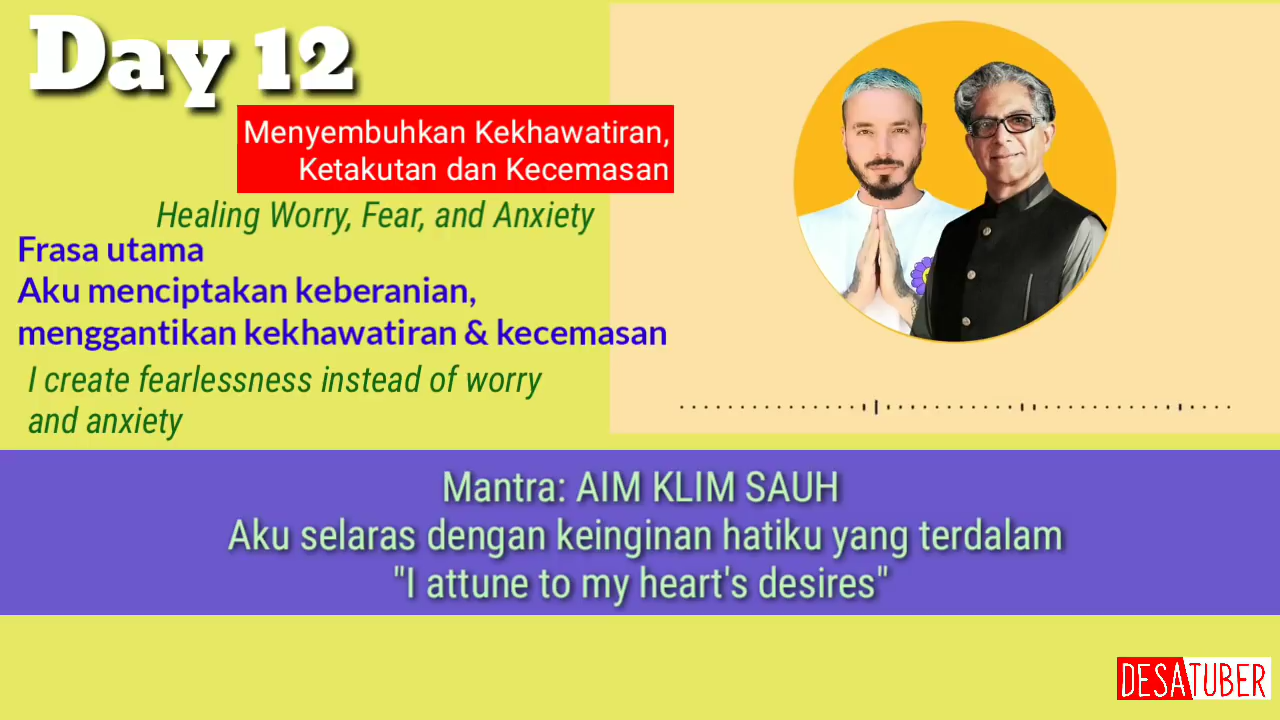 Day 12
Menyembuhkan Kekhawatiran,
Ketakutan dan Kecemasan
Healing Worry, Fear, and Anxiety
Frasa utama
Aku menciptakan keberanian,
menggantikan kekhawatiran & kecemasan
I create fearlessness instead of worry
and anxiety
Mantra: AIM KLIM SAUH
Aku selaras dengan keinginan hatiku yang terdalam
"I attune to my heart's desires"
DESATUBER